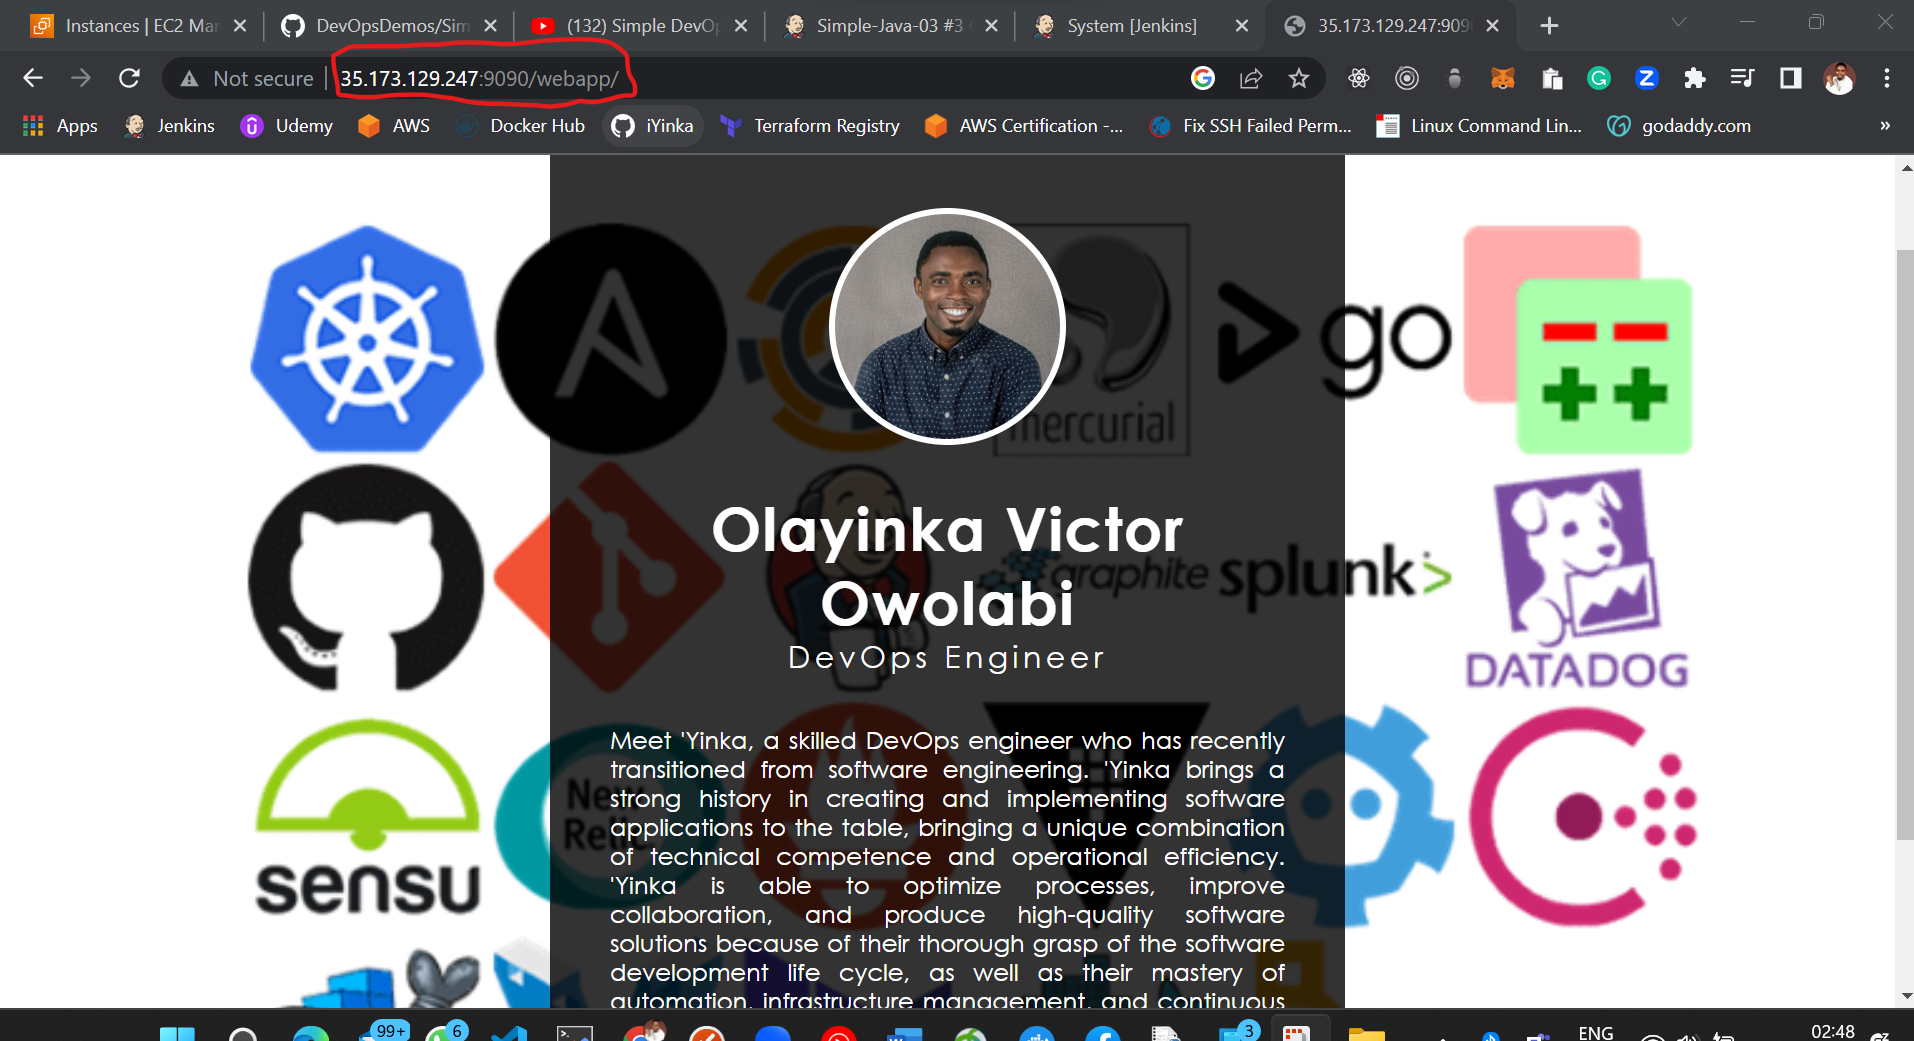 Instances | EC2 Mar
DevOpsDemos/Sim
(132) Simple DevOp
Simple-Java-03 #3
System [Jenkins]
35.173.129.247:909
Not secure | 35.173.129.247:9090/webapp/
Apps
Jenkins
Udemy
AWS
Docker Hub
iYinka
Terraform Registry
AWS Certification -...
Fix SSH Failed Perm...
Linux Command Lin...
godaddy.com
»
mercurial
go
Olayinka Victor
Owolabi
DevOps Engineer
graphite
splunk>
DATADOG
sensu
New
Relic.
Meet 'Yinka, a skilled DevOps engineer who has recently
transitioned from software engineering. 'Yinka brings a
strong history in creating and implementing software
applications to the table, bringing a unique combination
of technical competence and operational efficiency.
'Yinka is able to optimize processes, improve
collaboration, and produce high-quality software
solutions because of their thorough grasp of the software
development life cycle, as well as their mastery of
automation, infrastructure management, and continuous
99+
6
3
ENG
02:48